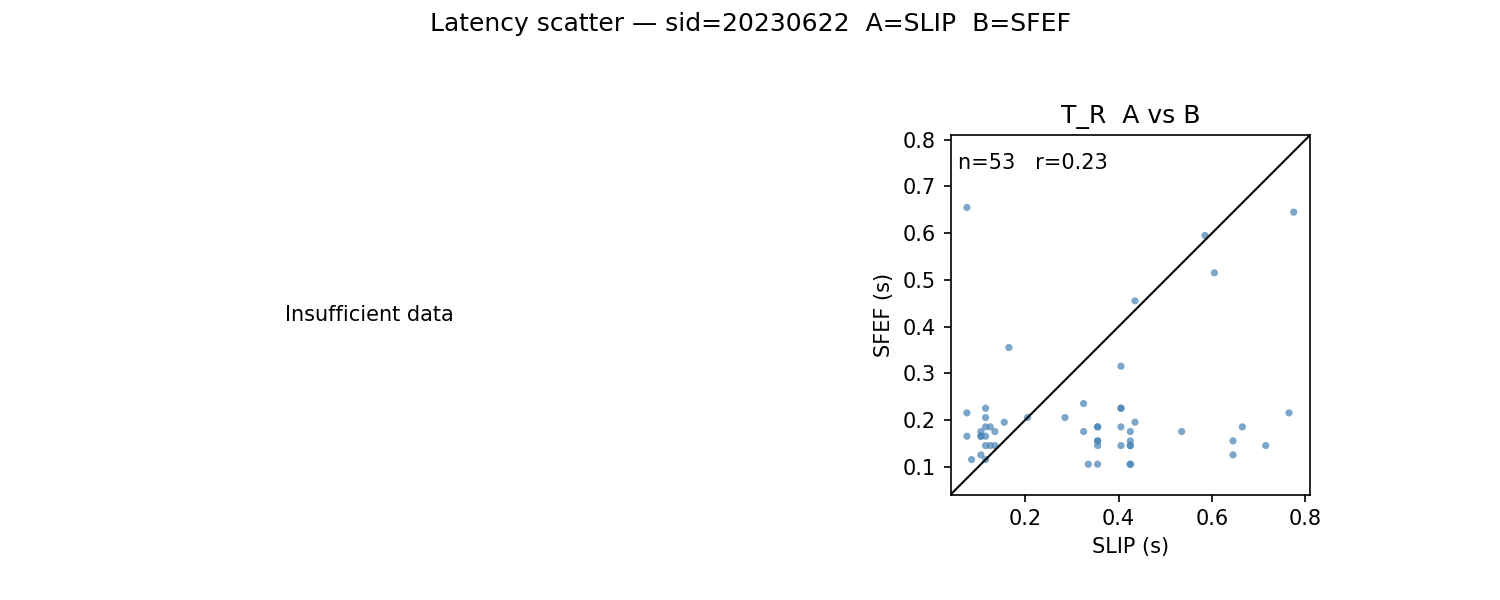 Latency scatter — sid=20230622  A=SLIP  B=SFEF
Insufficient data
T_R  A vs B
n=53   r=0.23
0.8
0.7
0.6
0.5
0.4
0.3
0.2
0.1
SFEF (s)
0.2 0.4 0.6 0.8
SLIP (s)